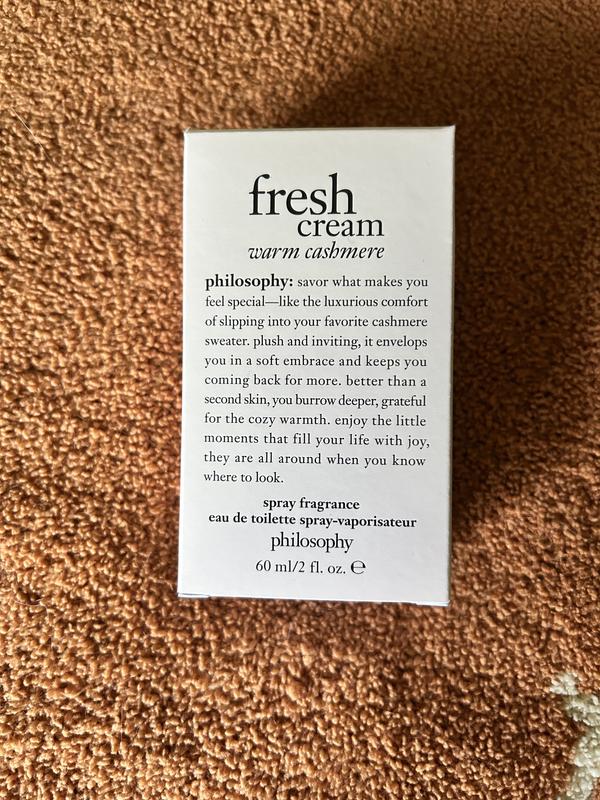 fresh
cream
warm cashmere
philosophy: savor what makes you
feel special—like the luxurious comfort
of slipping into your favorite cashmere
sweater. plush and inviting, it envelops
you in a soft embrace and keeps you
coming back for more. better than a
second skin, you burrow deeper, grateful
for the cozy warmth. enjoy the little
moments that fill your life with joy,
they are all around when you know
where to look.
spray fragrance
eau de toilette spray-vaporisateur
philosophy
60 ml/2 fl. oz. ℮